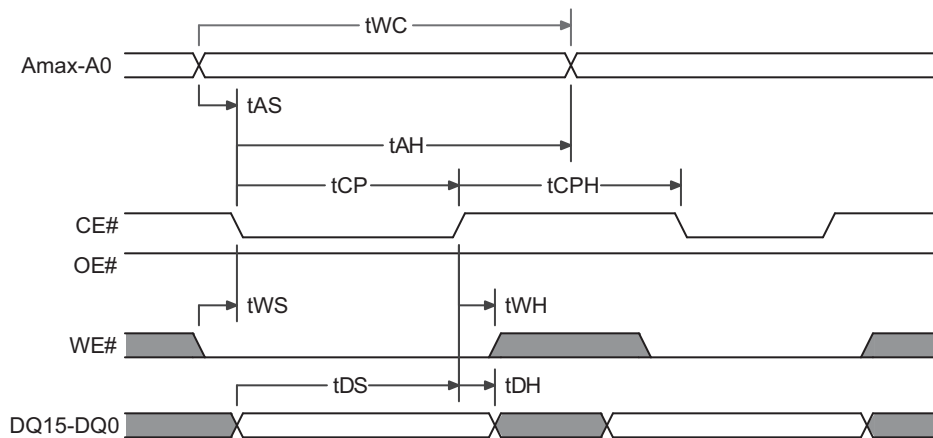 tWC
Amax-A0
tAS
tAH
tCP tCPH
CE#
OE#
tWS tWH
WE#
tDS tDH
DQ15-DQ0